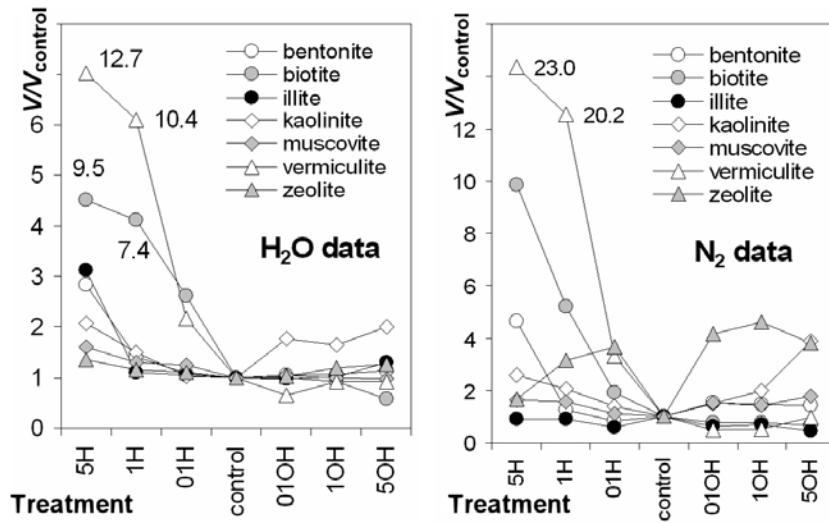 V/Vcontrol
7
6
5
4
3
2
1
0
12.7
10.4
9.5
7.4
bentonite
biotite
illite
kaolinite
muscovite
vermiculite
zeolite
H₂O data
5H
1H
01H
control
01OH
1OH
5OH
Treatment
V/Vcontrol
14
12
10
8
6
4
2
0
23.0
20.2
bentonite
biotite
illite
kaolinite
muscovite
vermiculite
zeolite
N₂ data
5H
1H
01H
control
01OH
1OH
5OH
Treatment